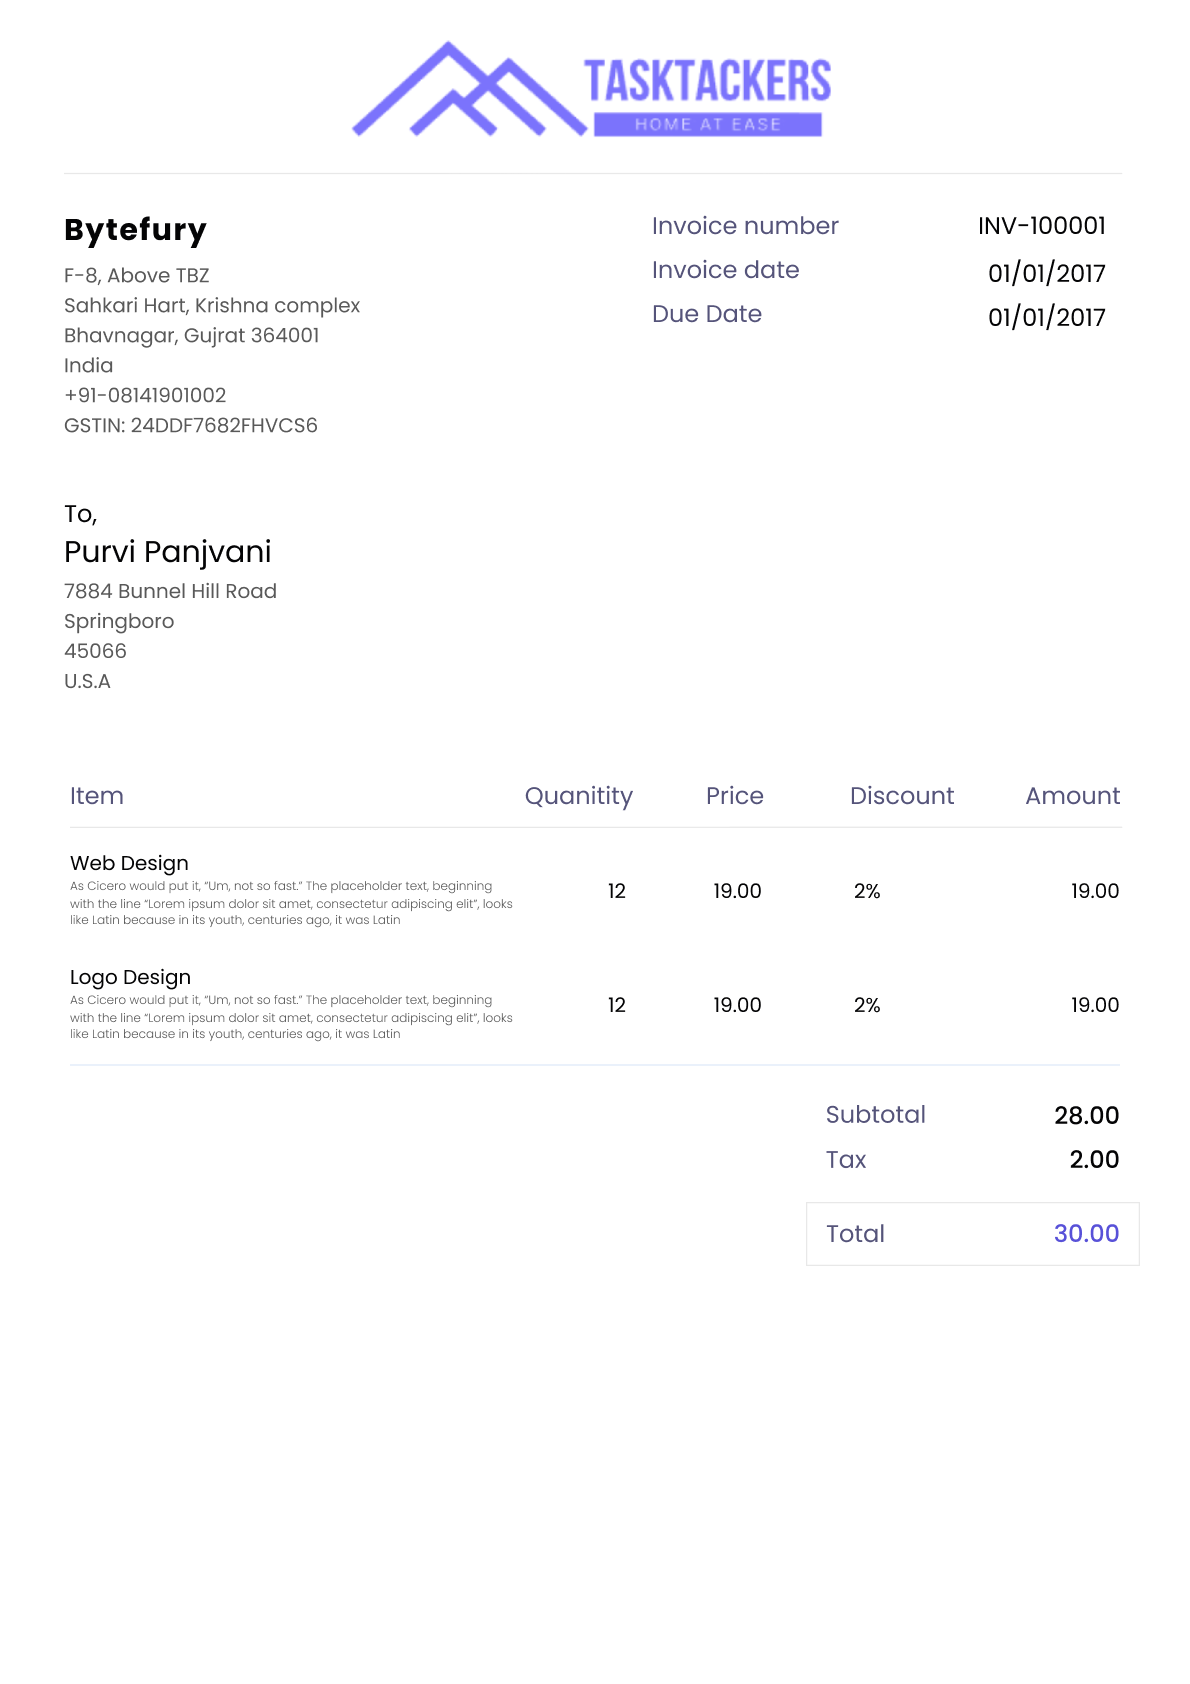 TASKTACKERS
HOME AT EASE
Bytefury
F-8, Above TBZ
Sahkari Hart, Krishna complex
Bhavnagar, Gujrat 364001
India
+91-08141901002
GSTIN: 24DDF7682FHVCS6
Invoice number INV-100001
Invoice date 01/01/2017
Due Date 01/01/2017
To,
Purvi Panjvani
7884 Bunnel Hill Road
Springboro
45066
U.S.A
Item Quanitity Price Discount Amount
Web Design
As Cicero would put it, “Um, not so fast.” The placeholder text, beginning
with the line “Lorem ipsum dolor sit amet, consectetur adipiscing elit”, looks
like Latin because in its youth, centuries ago, it was Latin
12 19.00 2% 19.00
Logo Design
As Cicero would put it, “Um, not so fast.” The placeholder text, beginning
with the line “Lorem ipsum dolor sit amet, consectetur adipiscing elit”, looks
like Latin because in its youth, centuries ago, it was Latin
12 19.00 2% 19.00
Subtotal 28.00
Tax 2.00
Total 30.00